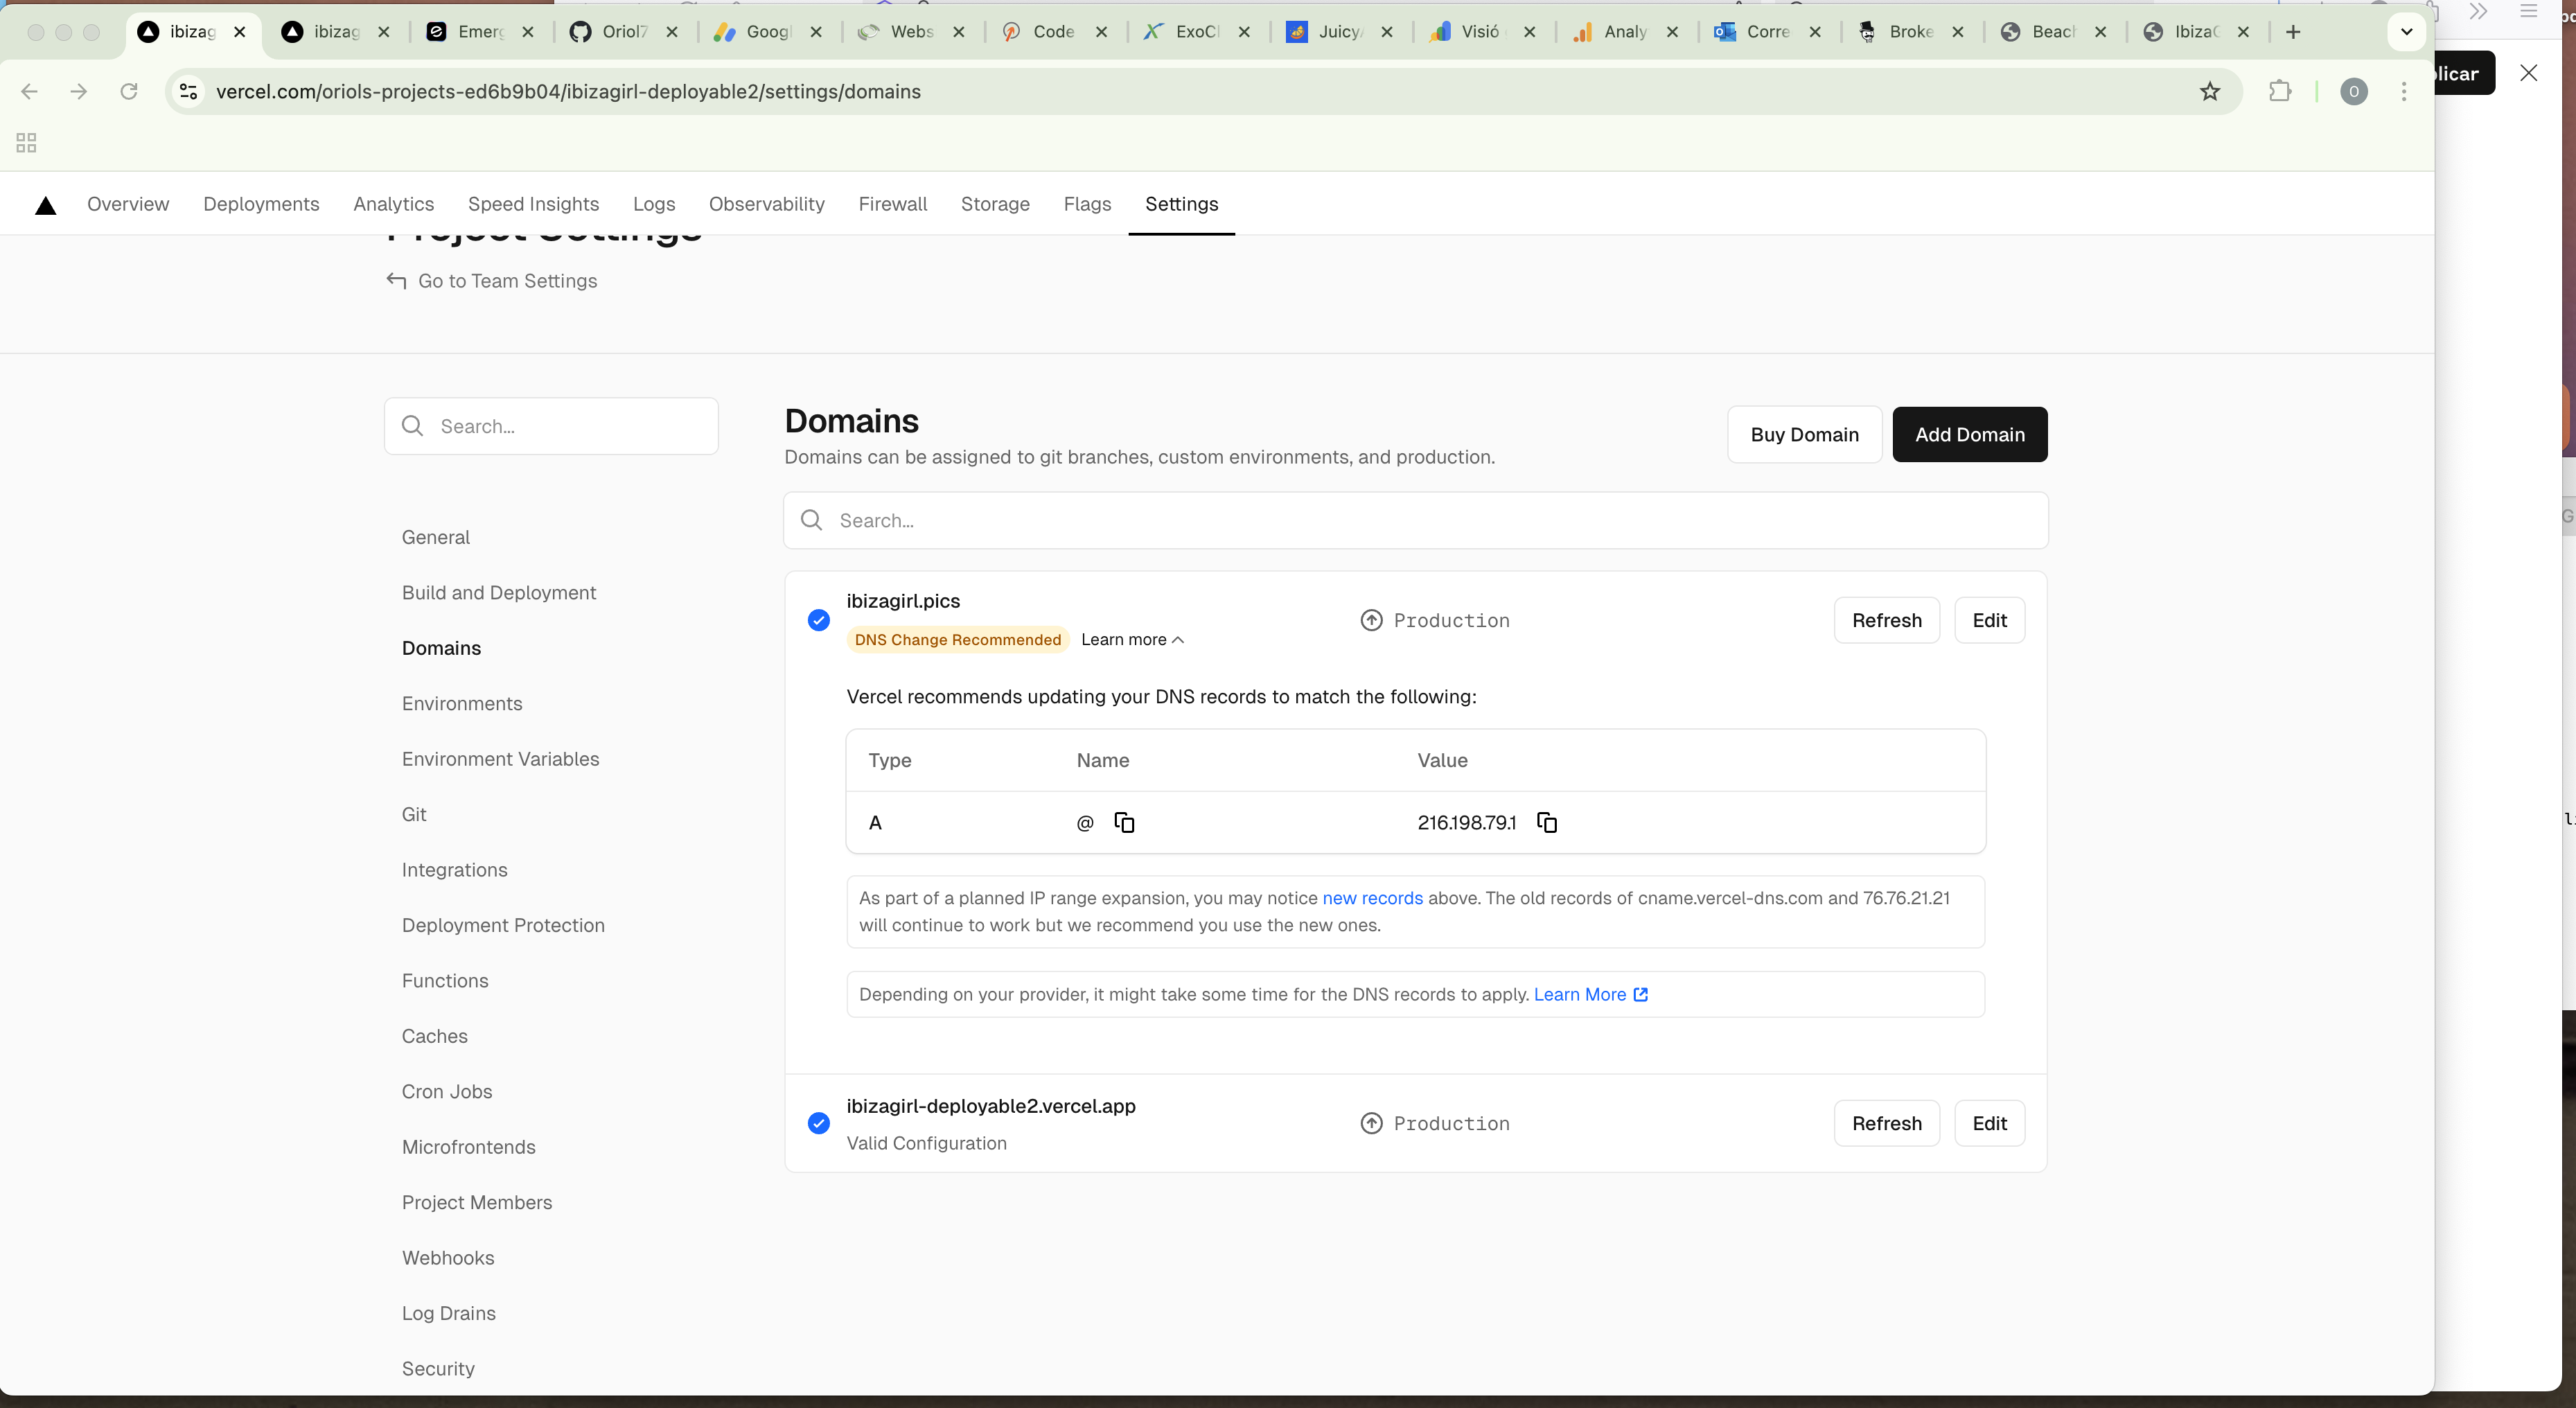 ibizag
ibizag
Emerg
Oriol7
Googl
Webs
Code
ExoCl
Juicy
Visió
Analy
Corre
Broke
Beach
IbizaG
vercel.com/oriols-projects-ed6b9b04/ibizagirl-deployable2/settings/domains
O
licar
Overview
Deployments
Analytics
Speed Insights
Logs
Observability
Firewall
Storage
Flags
Settings
Project Settings
Go to Team Settings
Search...
General
Build and Deployment
Domains
Environments
Environment Variables
Git
Integrations
Deployment Protection
Functions
Caches
Cron Jobs
Microfrontends
Project Members
Webhooks
Log Drains
Security
Domains
Domains can be assigned to git branches, custom environments, and production.
Buy Domain
Add Domain
Search...
ibizagirl.pics
DNS Change Recommended Learn more
Production
Refresh
Edit
Vercel recommends updating your DNS records to match the following:
Type Name Value
A @ 216.198.79.1
As part of a planned IP range expansion, you may notice new records above. The old records of cname.vercel-dns.com and 76.76.21.21
will continue to work but we recommend you use the new ones.
Depending on your provider, it might take some time for the DNS records to apply. Learn More
ibizagirl-deployable2.vercel.app
Valid Configuration
Production
Refresh
Edit